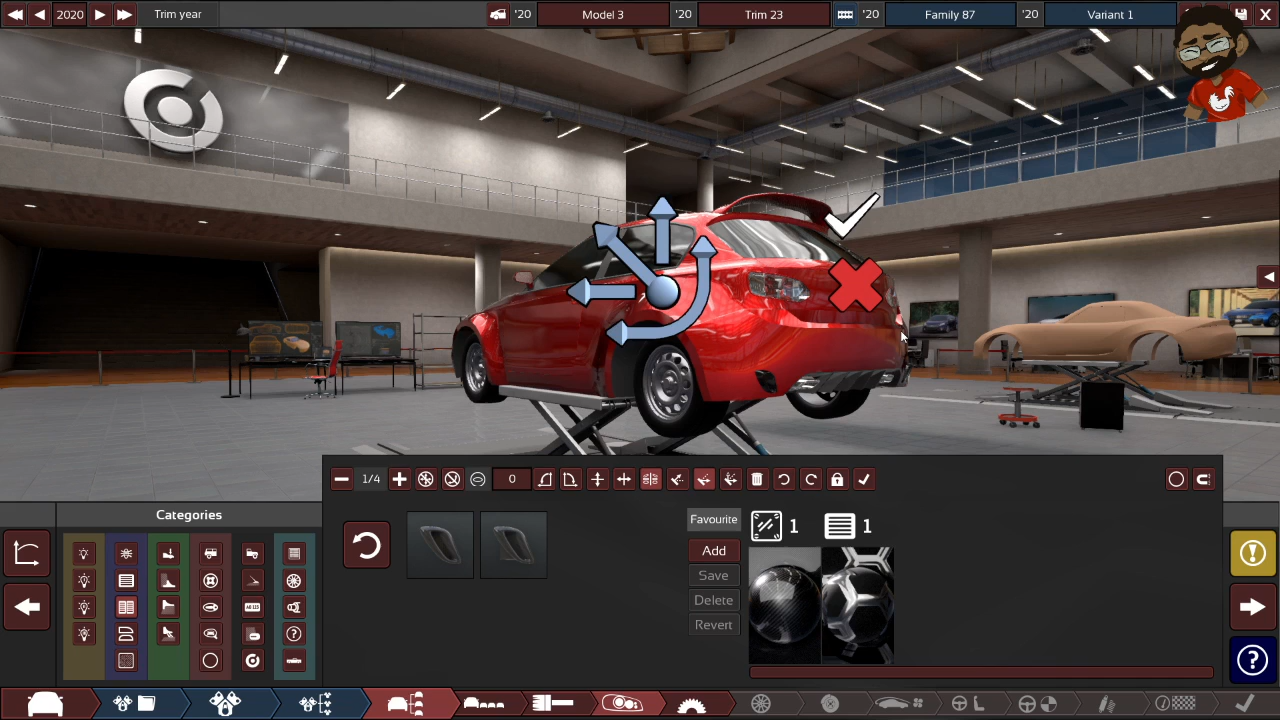 2020 Trim year '20 Model 3 '20 Trim 23 '20 Family 87 '20 Variant 1
1/4 0
Categories
Favourite 1 1
Add
Save
Delete
Revert